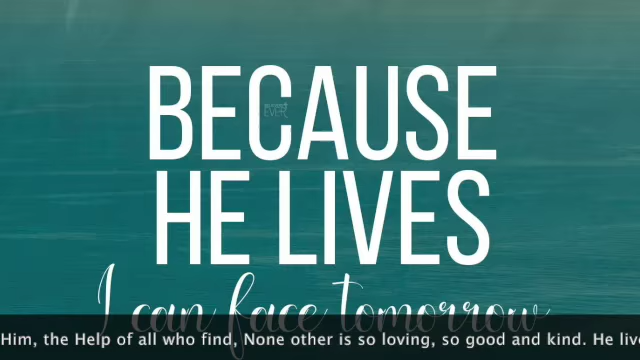 BECAUSE
HE LIVES
I can face tomorrow
Him, the Help of all who find, None other is so loving, so good and kind. He live